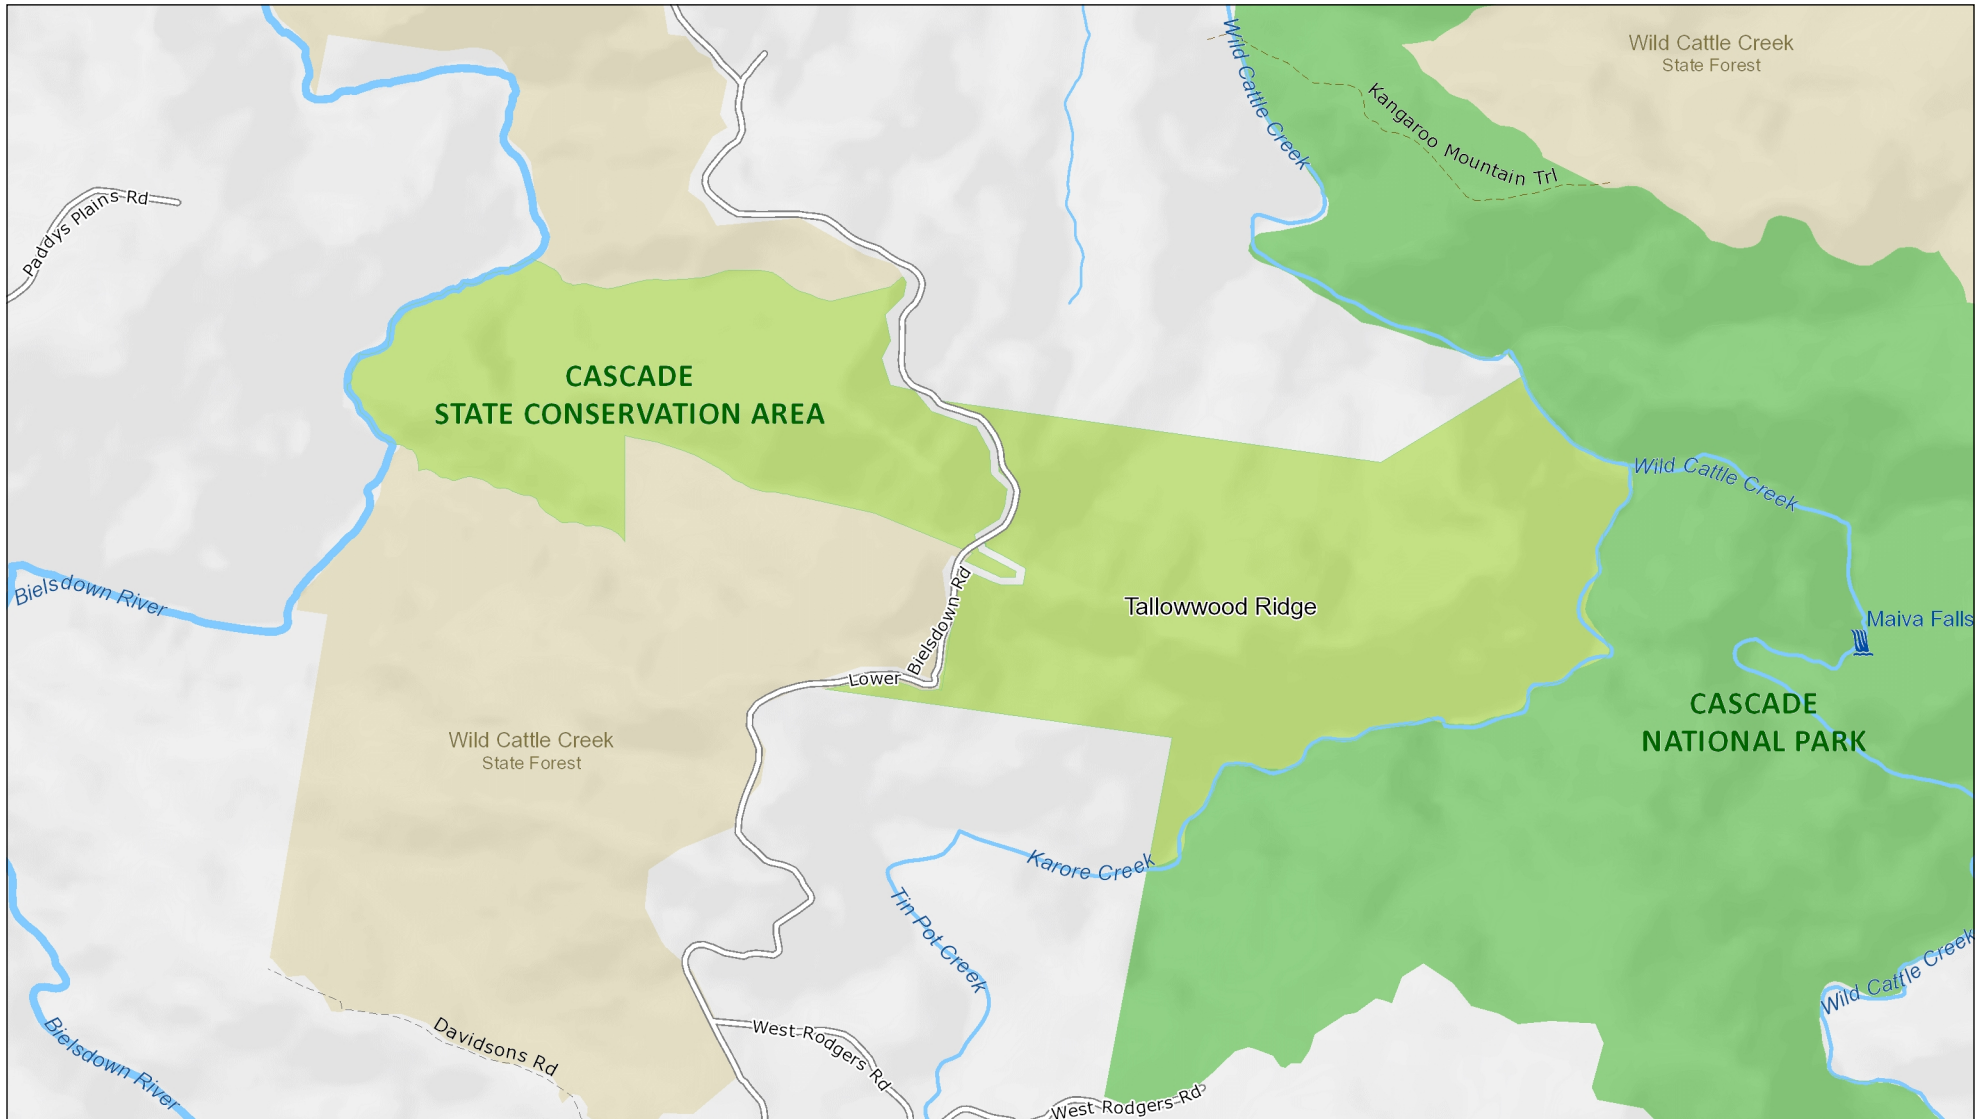 Wild Cattle Creek
State Forest
Wild Cattle Creek
Kangaroo Mountain Trl
Paddys Plains Rd
CASCADE
STATE CONSERVATION AREA
Wild Cattle Creek
Bielsdown River
Tallowwood Ridge
Maiva Falls
Lower Bielsdown Rd
CASCADE
NATIONAL PARK
Wild Cattle Creek
State Forest
Karore Creek
Tin Pot Creek
Wild Cattle Creek
Davidsons Rd
West Rodgers Rd
Bielsdown River
West Rodgers Rd